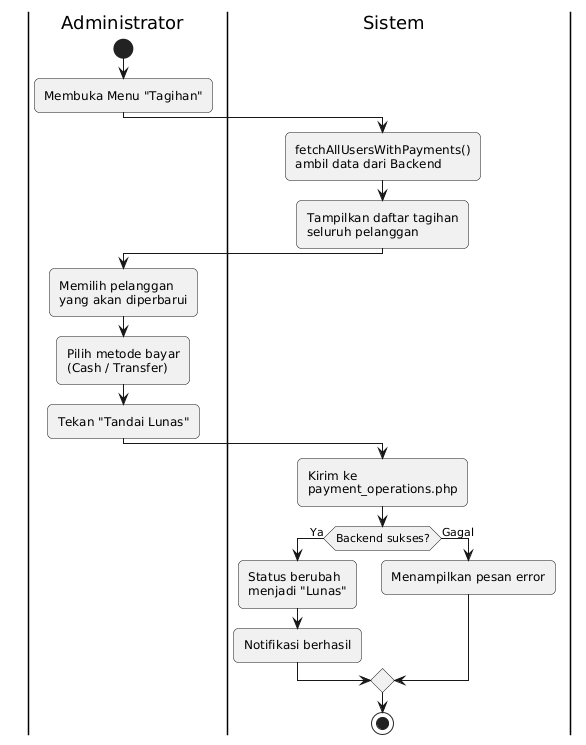 Administrator
Sistem
Membuka Menu "Tagihan"
fetchAllUsersWithPayments()
ambil data dari Backend
Tampilkan daftar tagihan
seluruh pelanggan
Memilih pelanggan
yang akan diperbarui
Pilih metode bayar
(Cash / Transfer)
Tekan "Tandai Lunas"
Kirim ke
payment_operations.php
Ya
Backend sukses?
Gagal
Status berubah
menjadi "Lunas"
Menampilkan pesan error
Notifikasi berhasil